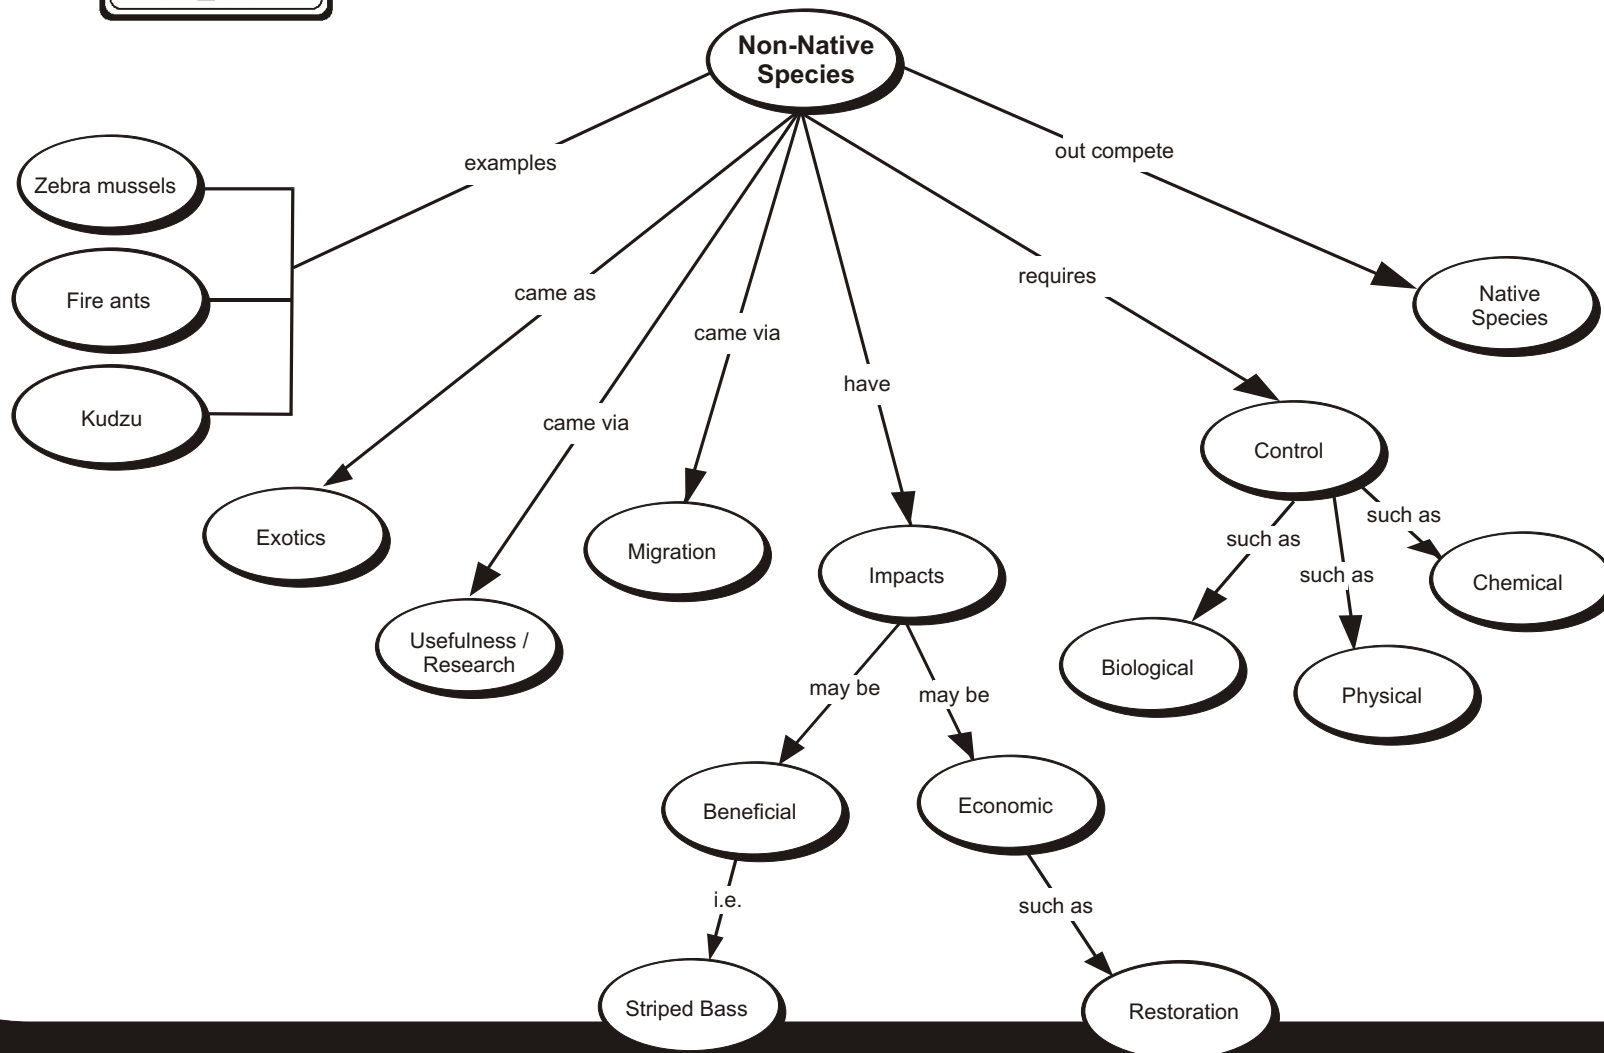 Non-Native
Species
examples
out compete
Zebra mussels
Fire ants
Kudzu
came as
came via
came via
have
requires
Native
Species
Control
Exotics
Usefulness /
Research
Migration
Impacts
such as
such as
such as
Chemical
Biological
Physical
may be
may be
Beneficial
Economic
i.e.
such as
Striped Bass
Restoration